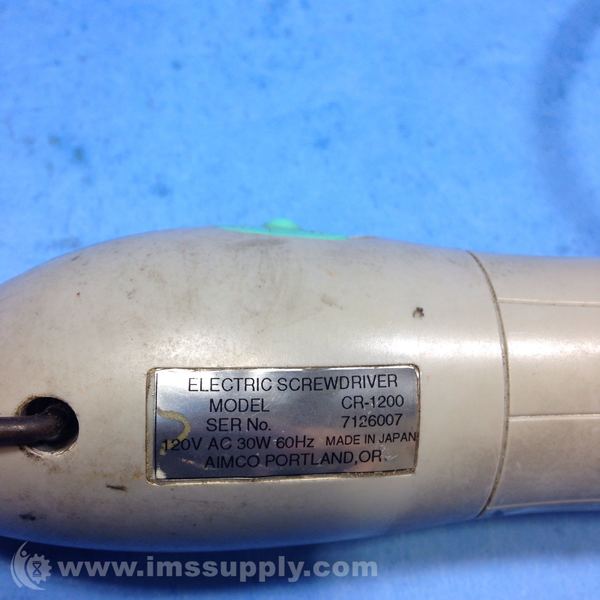 ELECTRIC SCREWDRIVER
MODEL CR-1200
SER No. 7126007
120V AC 30W 60Hz MADE IN JAPAN
AIMCO PORTLAND,OR.
www.imssupply.com/